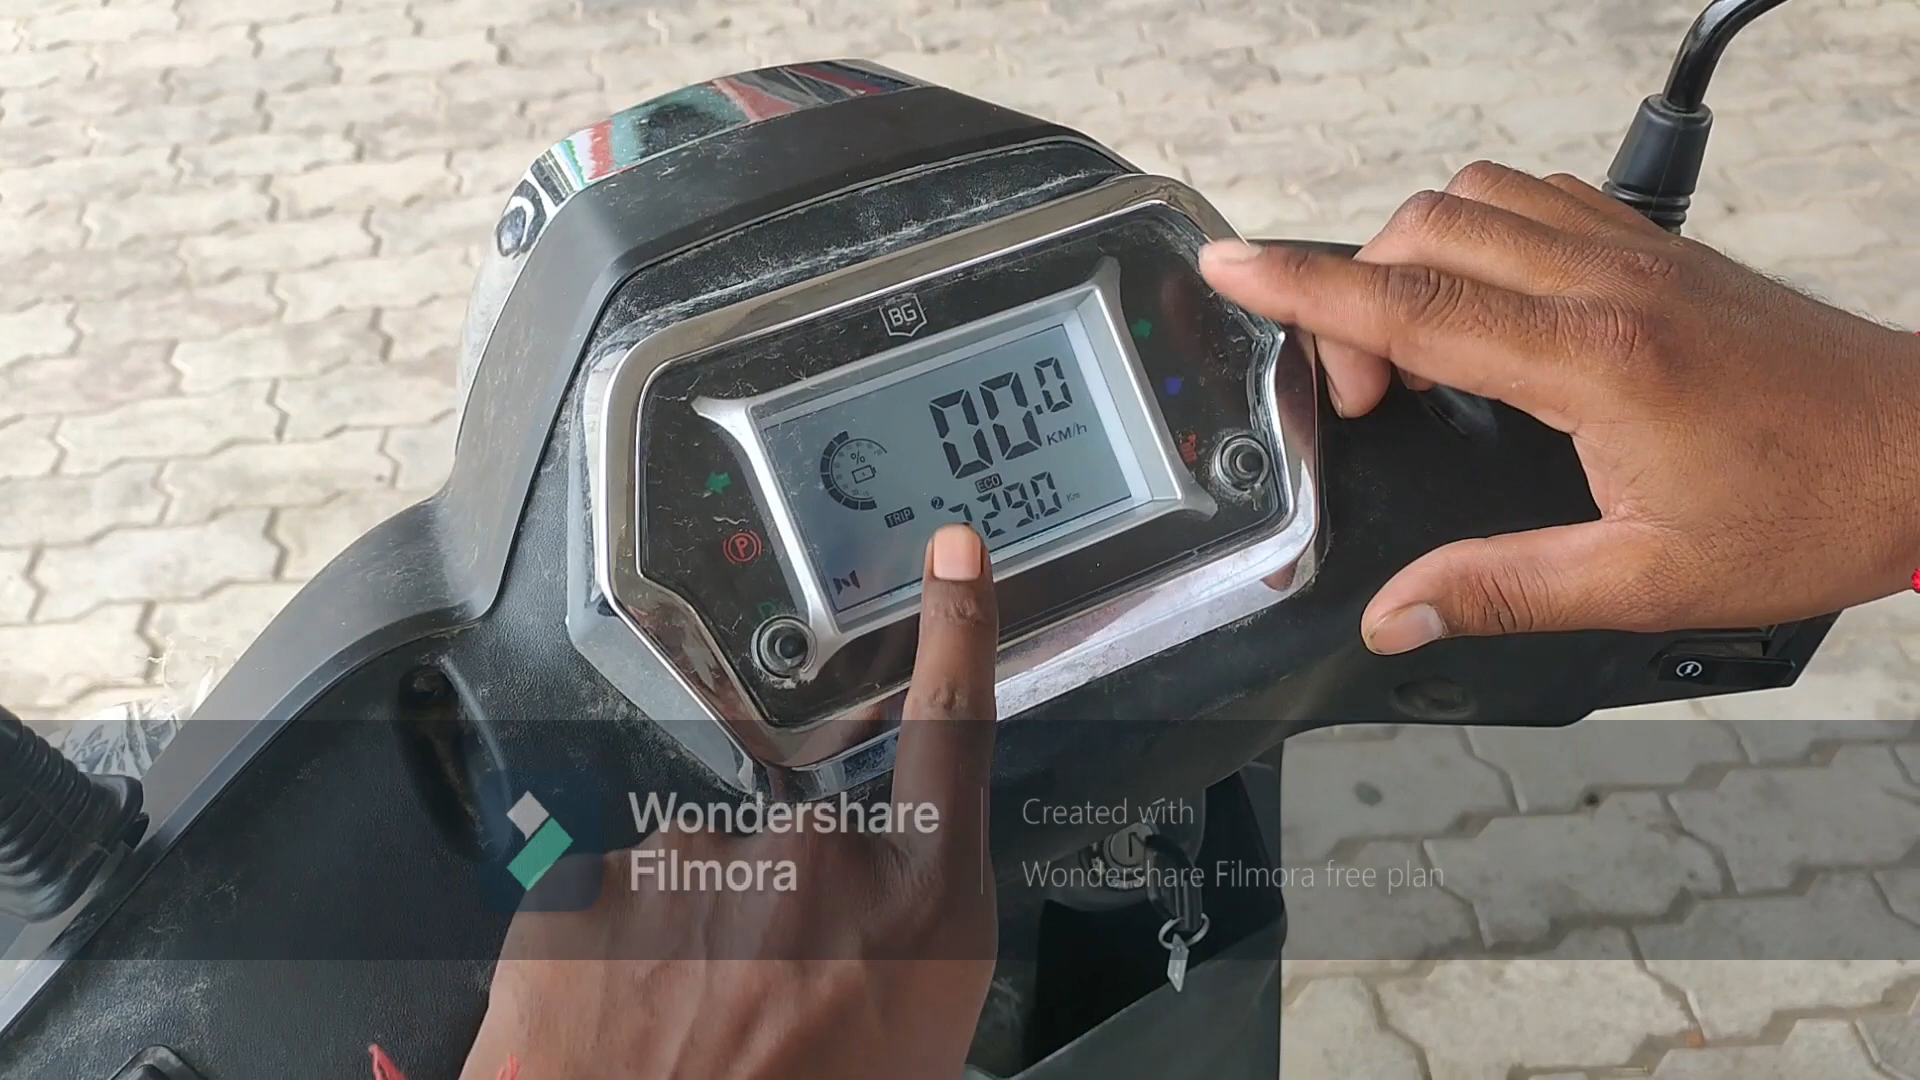 BG
00.0
KM/h
%
ECO
TRIP
29.0
Km
P
Wondershare
Filmora
Created with
Wondershare Filmora free plan